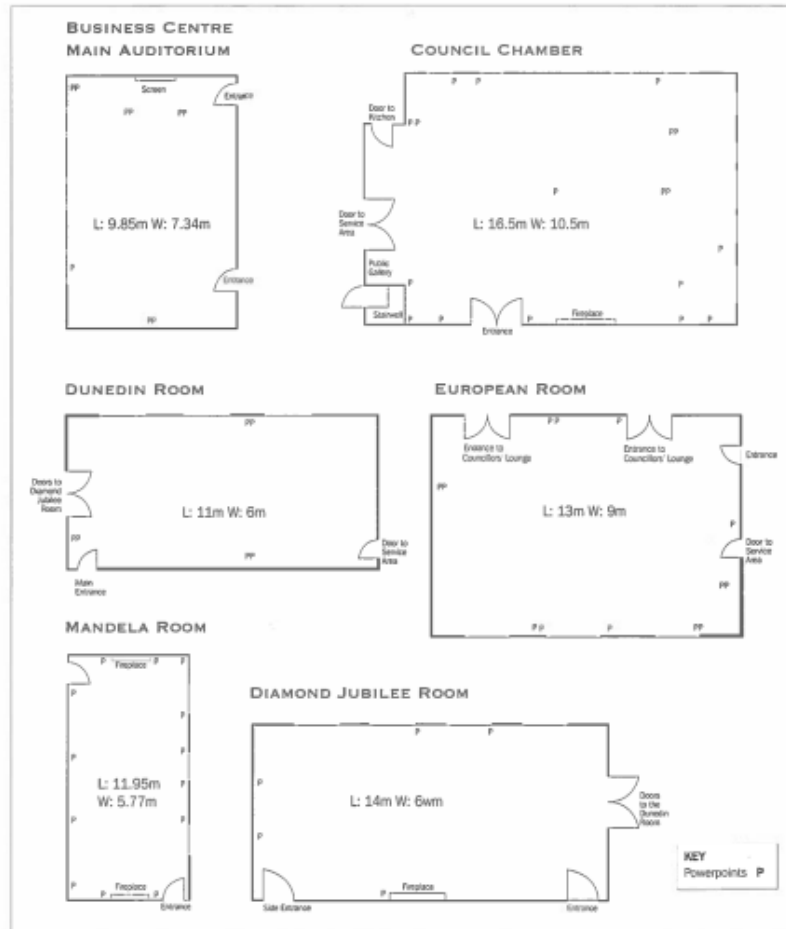 BUSINESS CENTRE
MAIN AUDITORIUM
PP
Screen
Entrance
PP
PP
L: 9.85m W: 7.34m
P
Entrance
PP
COUNCIL CHAMBER
P
P
P
Door to
Kitchen
P P
PP
P
PP
L: 16.5m W: 10.5m
Door to
Service
Area
P
Public
Gallery
P
P
Stairwell
P
P
Entrance
P
Fireplace
P
P
DUNEDIN ROOM
PP
Doors to
Diamond
Jubilee
Room
L: 11m W: 6m
PP
PP
Door to
Service
Area
Main
Entrance
EUROPEAN ROOM
P P
P
Entrance to
Councillors' Lounge
Entrance to
Councillors' Lounge
Entrance
PP
L: 13m W: 9m
P
Door to
Service
Area
PP
P P
P
PP
MANDELA ROOM
P
Fireplace
P
P
P
P
P
P
L: 11.95m
W: 5.77m
P
P
P
P
P
P
Fireplace
P
Entrance
DIAMOND JUBILEE ROOM
P
P
P
L: 14m W: 6wm
Doors
to the
Dunedin
Room
P
P
Fireplace
Side Entrance
Entrance
KEY
Powerpoints P